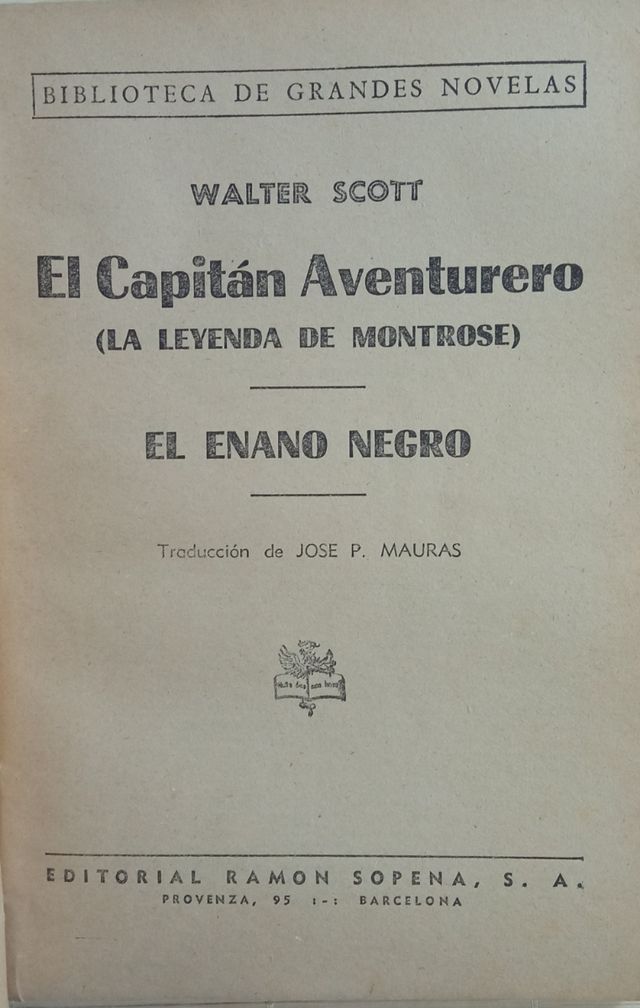 BIBLIOTECA DE GRANDES NOVELAS
WALTER SCOTT
El Capitán Aventurero
(LA LEYENDA DE MONTROSE)
EL ENANO NEGRO
Traducción de JOSE P. MAURAS
EDITORIAL RAMON SOPENA, S. A.
PROVENZA, 95 :-: BARCELONA